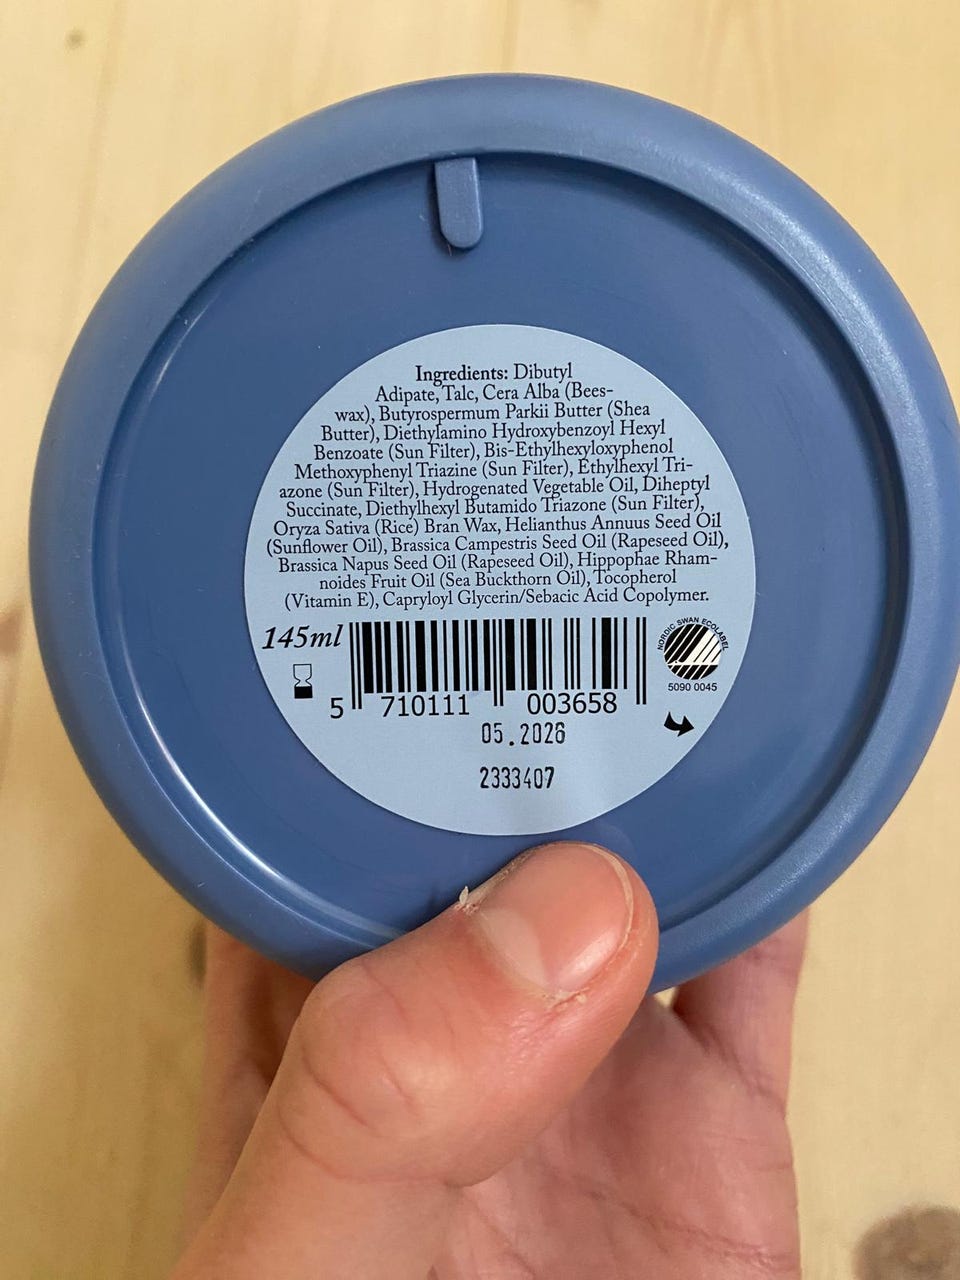 Ingredients: Dibutyl
Adipate, Talc, Cera Alba (Bees-
wax), Butyrospermum Parkii Butter (Shea
Butter), Diethylamino Hydroxybenzoyl Hexyl
Benzoate (Sun Filter), Bis-Ethylhexyloxyphenol
Methoxyphenyl Triazine (Sun Filter), Ethylhexyl Tri-
azone (Sun Filter), Hydrogenated Vegetable Oil, Diheptyl
Succinate, Diethylhexyl Butamido Triazone (Sun Filter),
Oryza Sativa (Rice) Bran Wax, Helianthus Annuus Seed Oil
(Sunflower Oil), Brassica Campestris Seed Oil (Rapeseed Oil),
Brassica Napus Seed Oil (Rapeseed Oil), Hippophae Rham-
noides Fruit Oil (Sea Buckthorn Oil), Tocopherol
(Vitamin E), Capryloyl Glycerin/Sebacic Acid Copolymer.
145ml
NORDIC SWAN ECOLABEL
5090 0045
5 710111 003658
05.2026
2333407